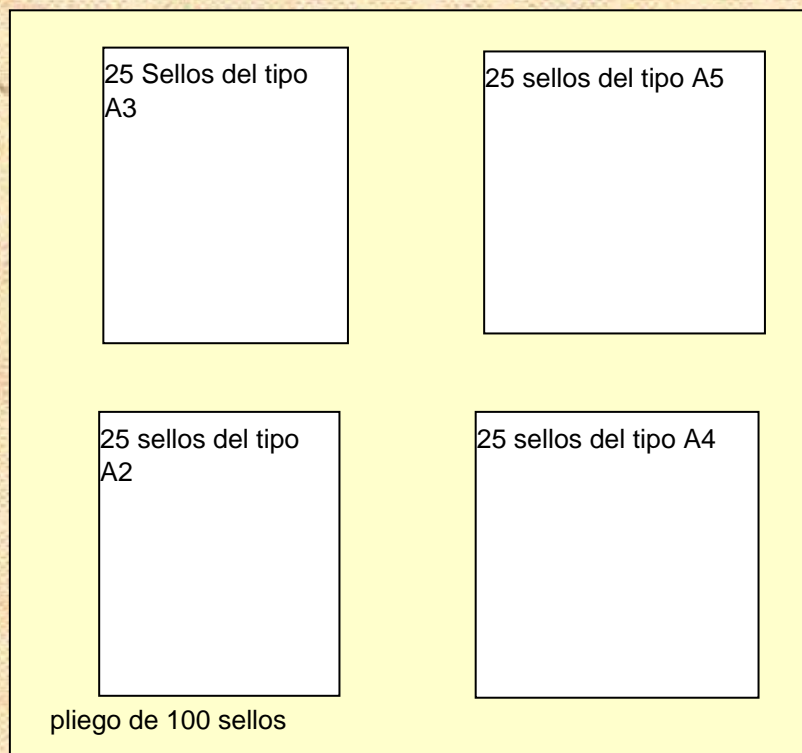 25 Sellos del tipo
A3
25 sellos del tipo A5
25 sellos del tipo
A2
25 sellos del tipo A4
pliego de 100 sellos